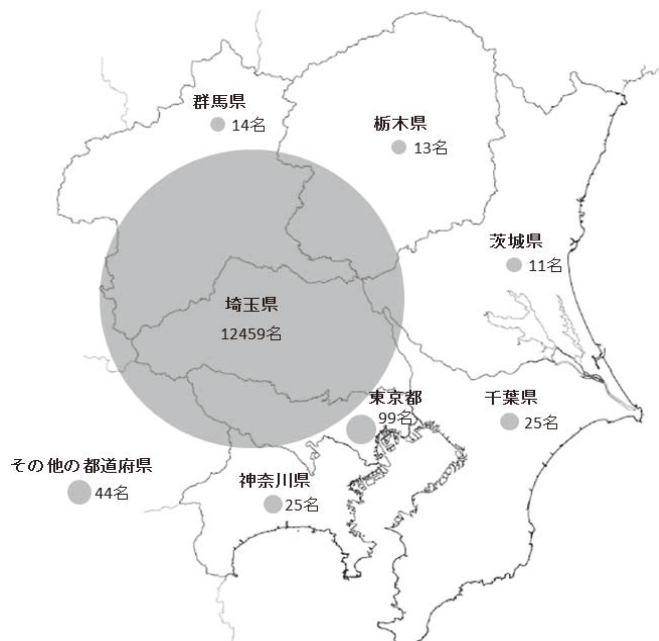 群馬県
14名
栃木県
13名
茨城県
11名
埼玉県
12459名
東京都
99名
千葉県
25名
その他の都道府県
44名
神奈川県
25名